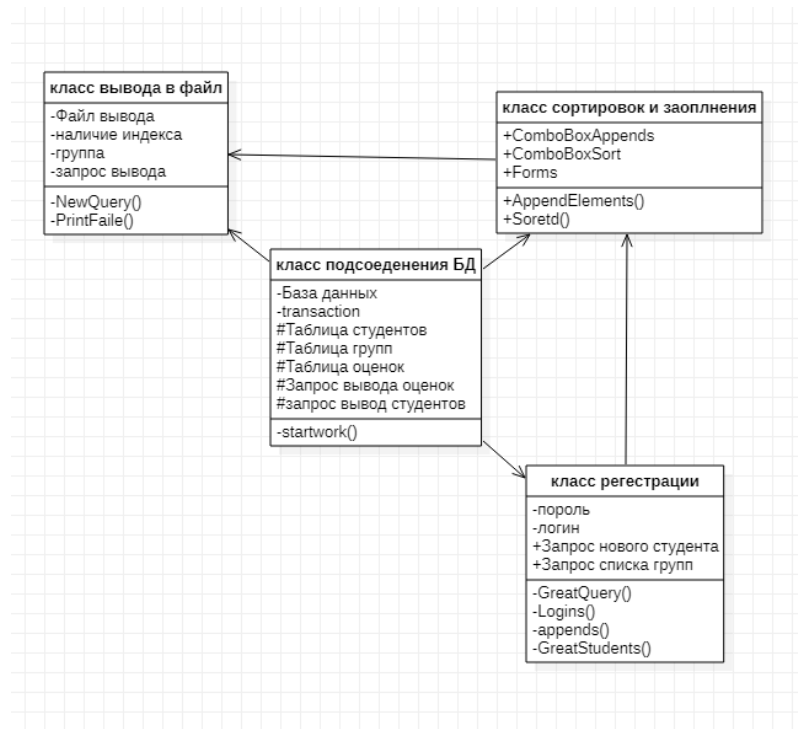 класс вывода в файл
-Файл вывода
-наличие индекса
-группа
-запрос вывода
-NewQuery()
-PrintFaile()
класс сортировок и заоплнения
+ComboBoxAppends
+ComboBoxSort
+Forms
+AppendElements()
+Soretd()
класс подсоеденения БД
-База данных
-transaction
#Таблица студентов
#Таблица групп
#Таблица оценок
#Запрос вывода оценок
#запрос вывод студентов
-startwork()
класс регестрации
-пороль
-логин
+Запрос нового студента
+Запрос списка групп
-GreatQuery()
-Logins()
-appends()
-GreatStudents()